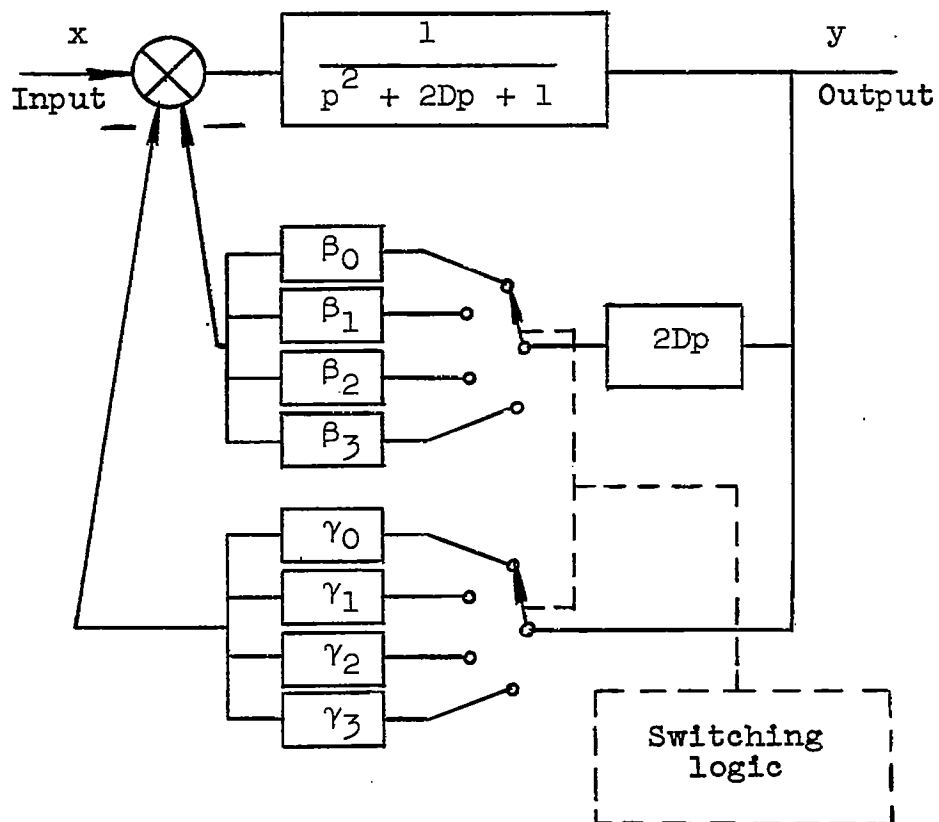 x
Input
1
p² + 2Dp + 1
y
Output
β0
β1
β2
β3
2Dp
γ0
γ1
γ2
γ3
Switching
logic